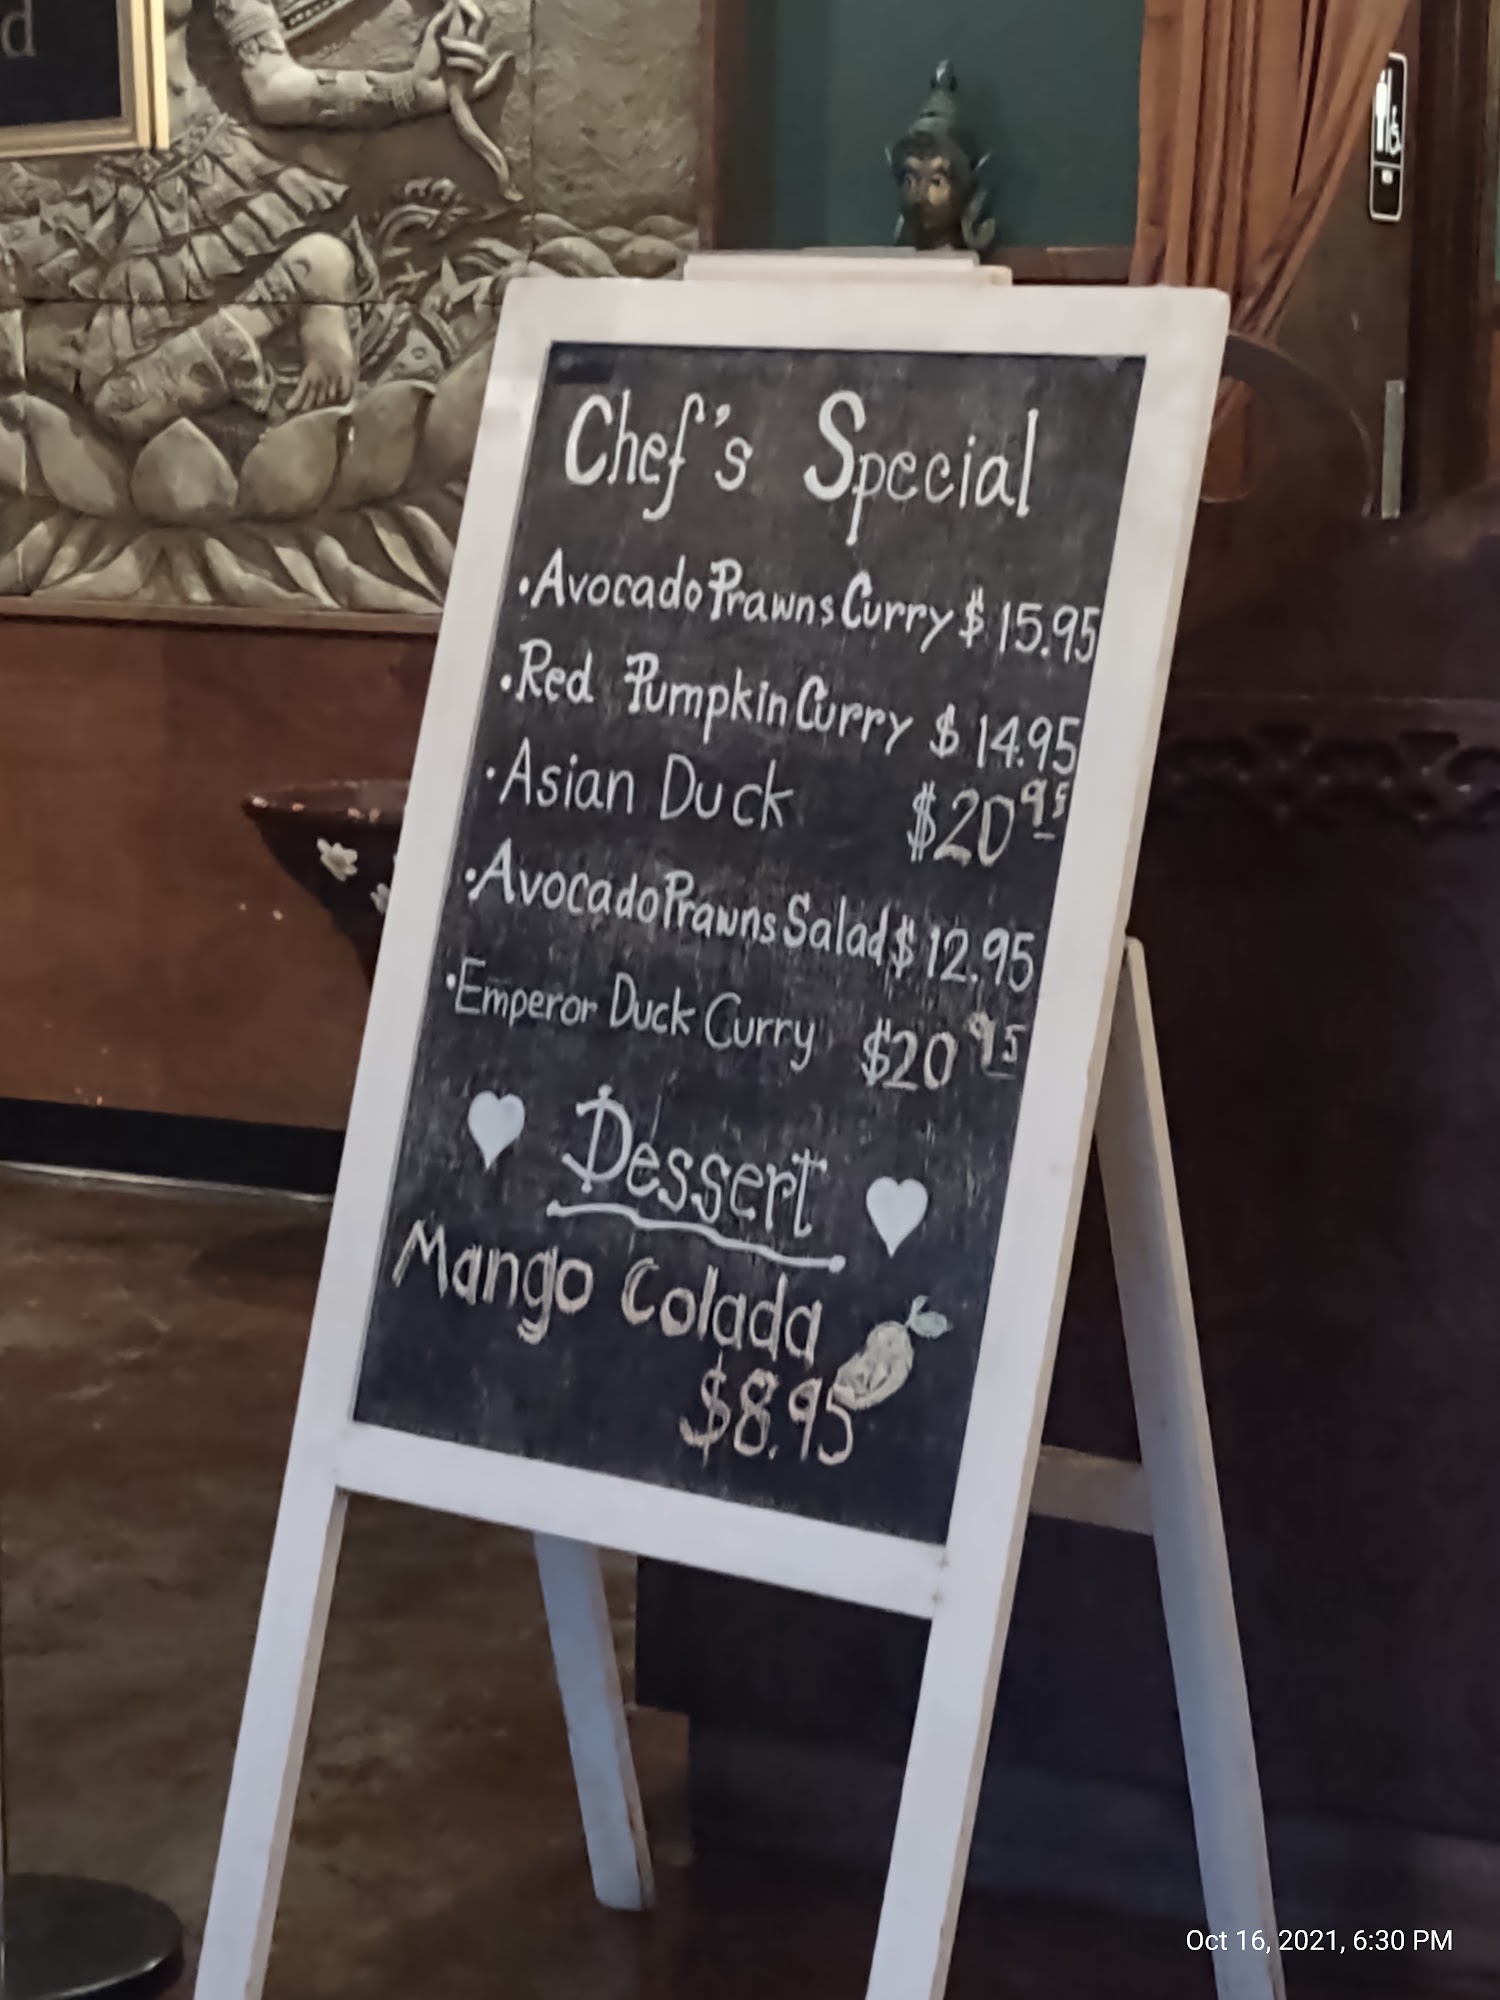 d
Chef's Special
• Avocado Prawns Curry $ 15.95
• Red Pumpkin Curry $ 14.95
• Asian Duck $20 95
• Avocado Prawns Salad $ 12.95
• Emperor Duck Curry $20 95
Dessert
Mango Colada
$8.95
Oct 16, 2021, 6:30 PM